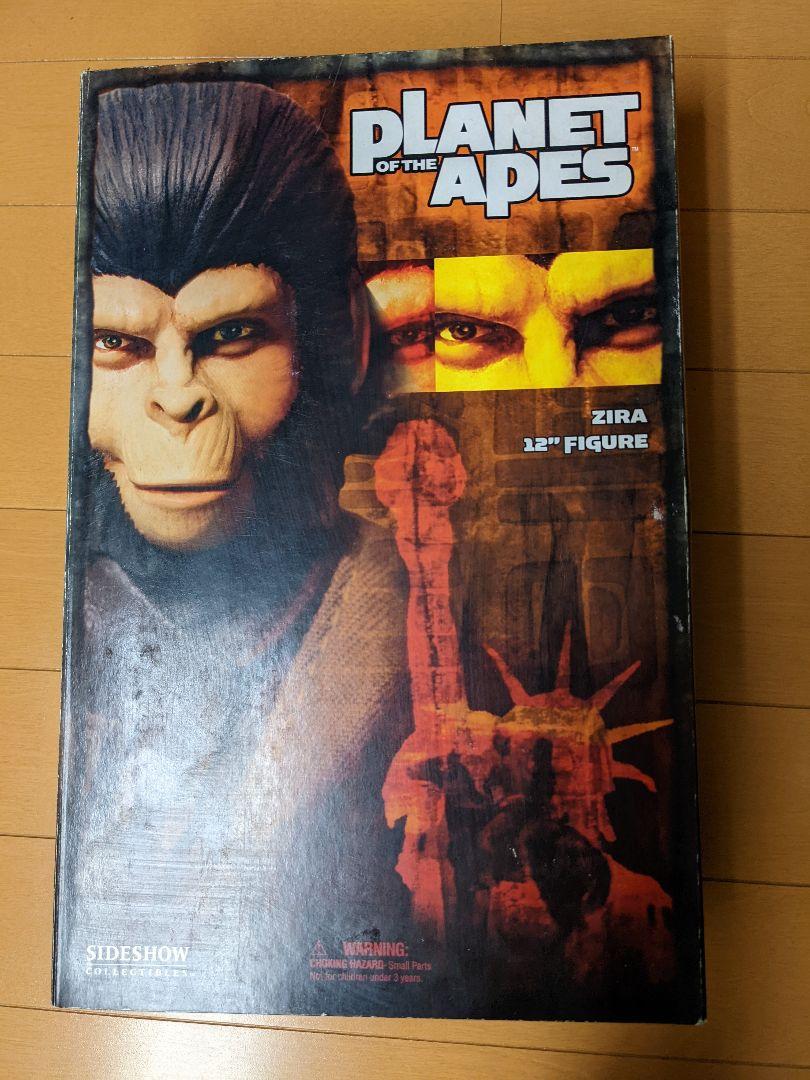 PLANET
OF THE APES™
ZIRA
12" FIGURE
SIDESHOW
COLLECTIBLES
WARNING:
CHOKING HAZARD- Small Parts
Not for children under 3 years.